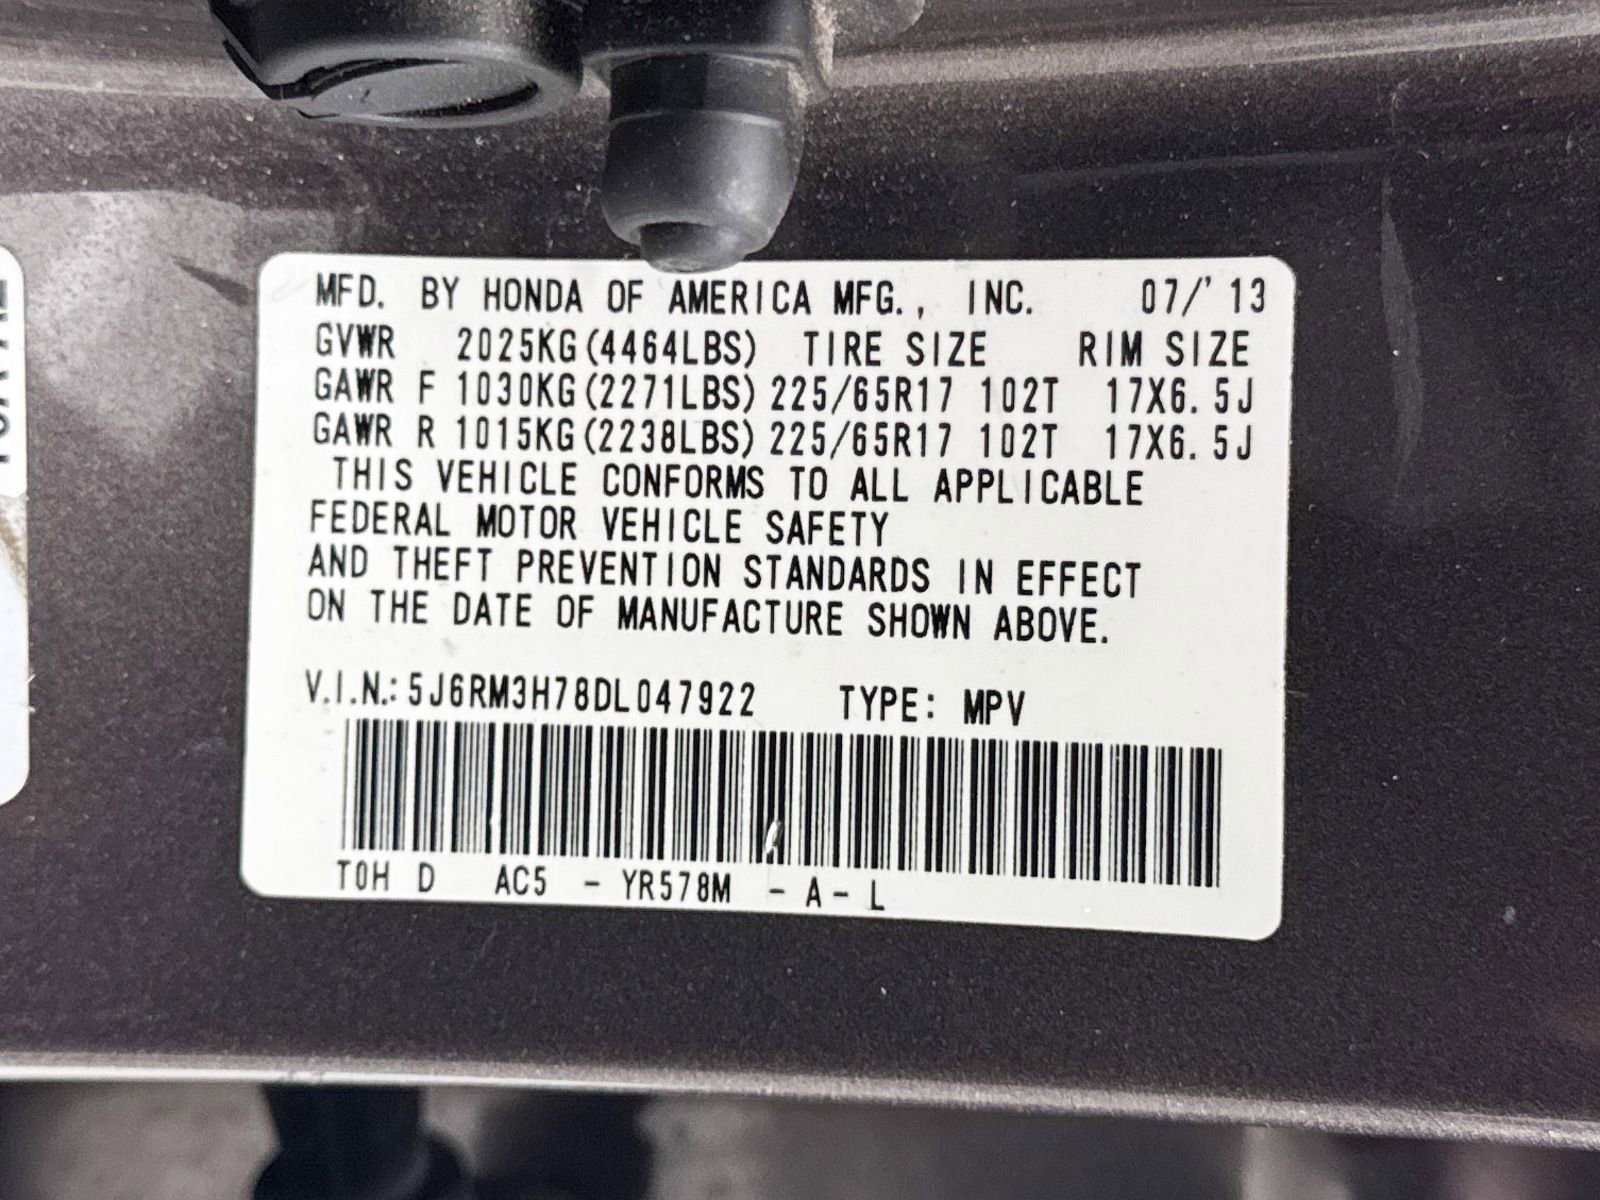 MFD. BY HONDA OF AMERICA MFG., INC. 07/'13
GVWR 2025KG(4464LBS) TIRE SIZE RIM SIZE
GAWR F 1030KG(2271LBS) 225/65R17 102T 17X6.5J
GAWR R 1015KG(2238LBS) 225/65R17 102T 17X6.5J
THIS VEHICLE CONFORMS TO ALL APPLICABLE
FEDERAL MOTOR VEHICLE SAFETY
AND THEFT PREVENTION STANDARDS IN EFFECT
ON THE DATE OF MANUFACTURE SHOWN ABOVE.
V.I.N.: 5J6RM3H78DL047922 TYPE: MPV
T0H D AC5 - YR578M - A - L